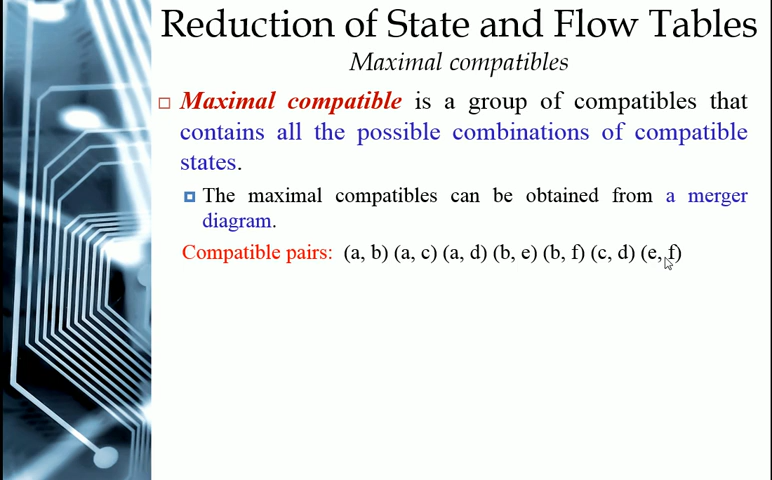 Reduction of State and Flow Tables
Maximal compatibles
Maximal compatible is a group of compatibles that
contains all the possible combinations of compatible
states.
The maximal compatibles can be obtained from a merger
diagram.
Compatible pairs: (a, b) (a, c) (a, d) (b, e) (b, f) (c, d) (e, f)